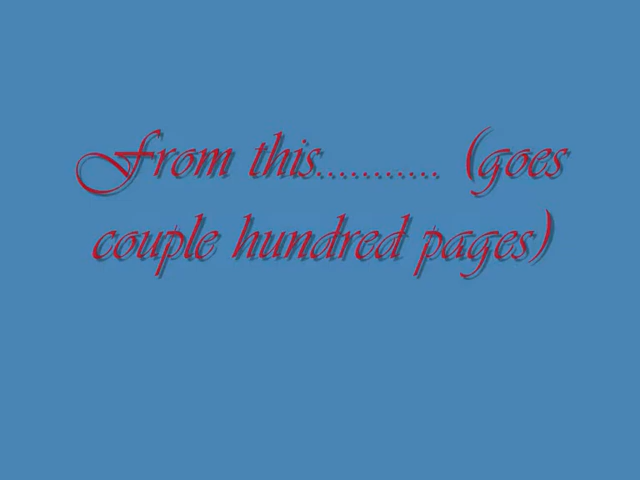 From this........... (goes
couple hundred pages)